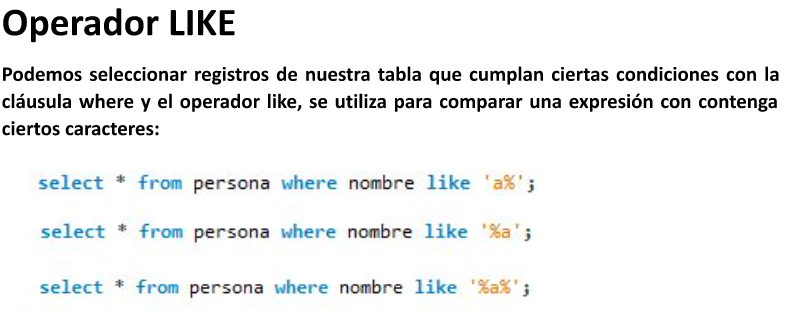 Operador LIKE
Podemos seleccionar registros de nuestra tabla que cumplan ciertas condiciones con la
cláusula where y el operador like, se utiliza para comparar una expresión con contenga
ciertos caracteres:
select * from persona where nombre like 'a%';
select * from persona where nombre like '%a';
select * from persona where nombre like '%a%';